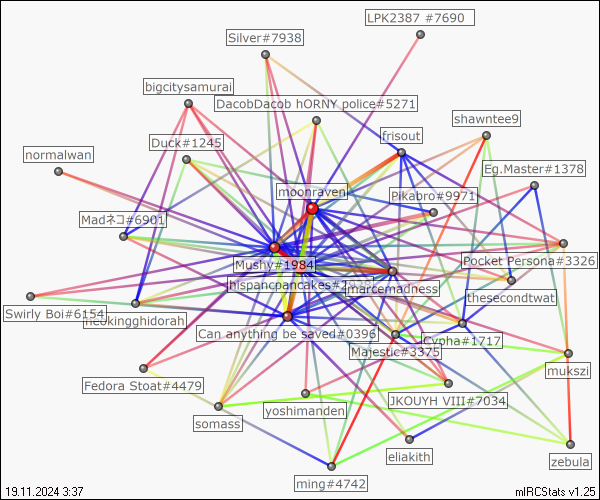 LPK2387 #7690
Silver#7938
bigcitysamurai
DacobDacob hORNY police#5271
shawntee9
frisout
Duck#1245
normalwan
Eg.Master#1378
moonraven
Pikabro#9971
Madネコ#6901
Pocket Persona#3326
Mushy#1984
hispancpancakes#2
marcemadness
thesecondtwat
Swirly Boi#6154
neokingghidorah
Can anything be saved#0396
Cypha#1717
Majestic#3375
mukszi
Fedora Stoat#4479
JKOUYH VIII#7034
somass
yoshimanden
eliakith
zebula
ming#4742
19.11.2024 3:37
mIRCStats v1.25